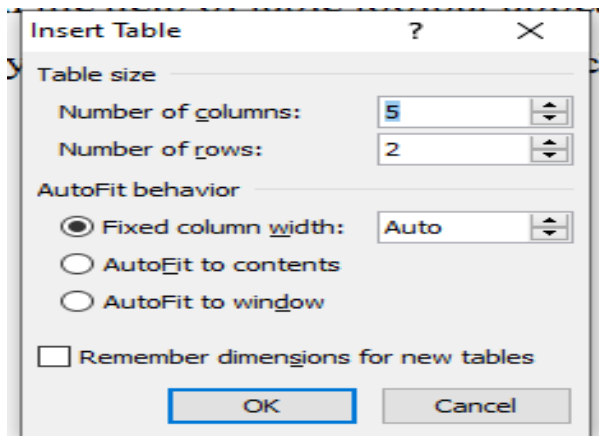 Insert Table ? ×
Table size
Number of columns: 5
Number of rows: 2
AutoFit behavior
Fixed column width: Auto
AutoFit to contents
AutoFit to window
Remember dimensions for new tables
OK Cancel